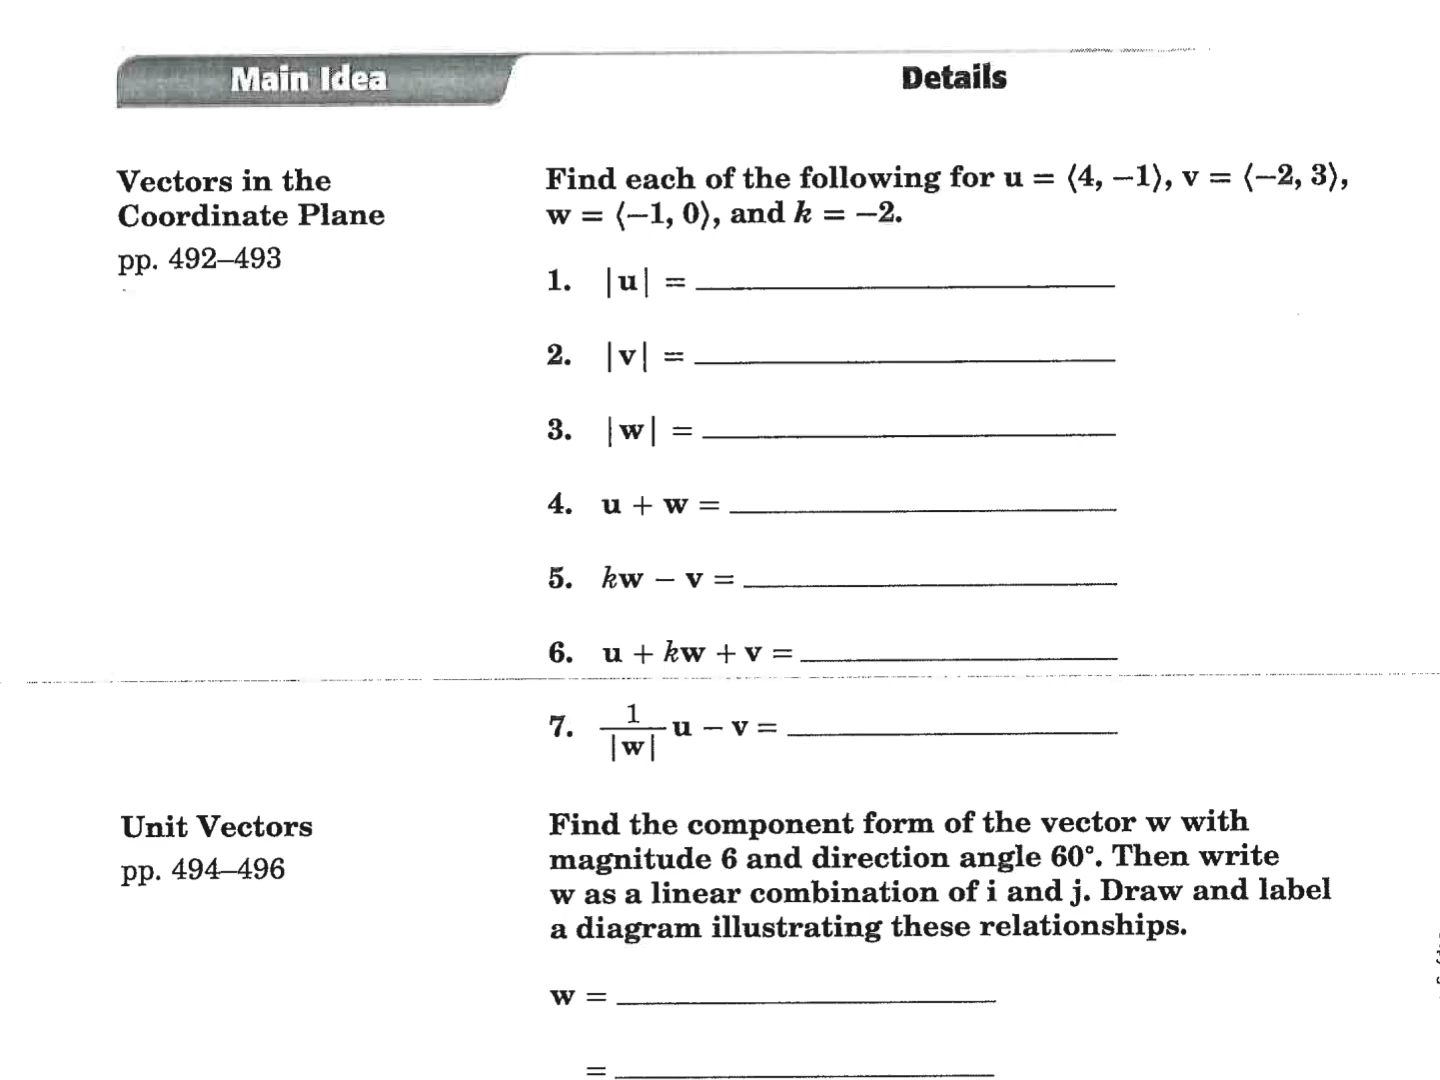 Main Idea
Details
Vectors in the
Coordinate Plane
pp. 492–493
Find each of the following for u = ⟨4, −1⟩, v = ⟨−2, 3⟩,
w = ⟨−1, 0⟩, and k = −2.
1. |u| =
2. |v| =
3. |w| =
4. u + w =
5. kw − v =
6. u + kw + v =
7. 1/|w| u − v =
Unit Vectors
pp. 494–496
Find the component form of the vector w with
magnitude 6 and direction angle 60°. Then write
w as a linear combination of i and j. Draw and label
a diagram illustrating these relationships.
w =
=